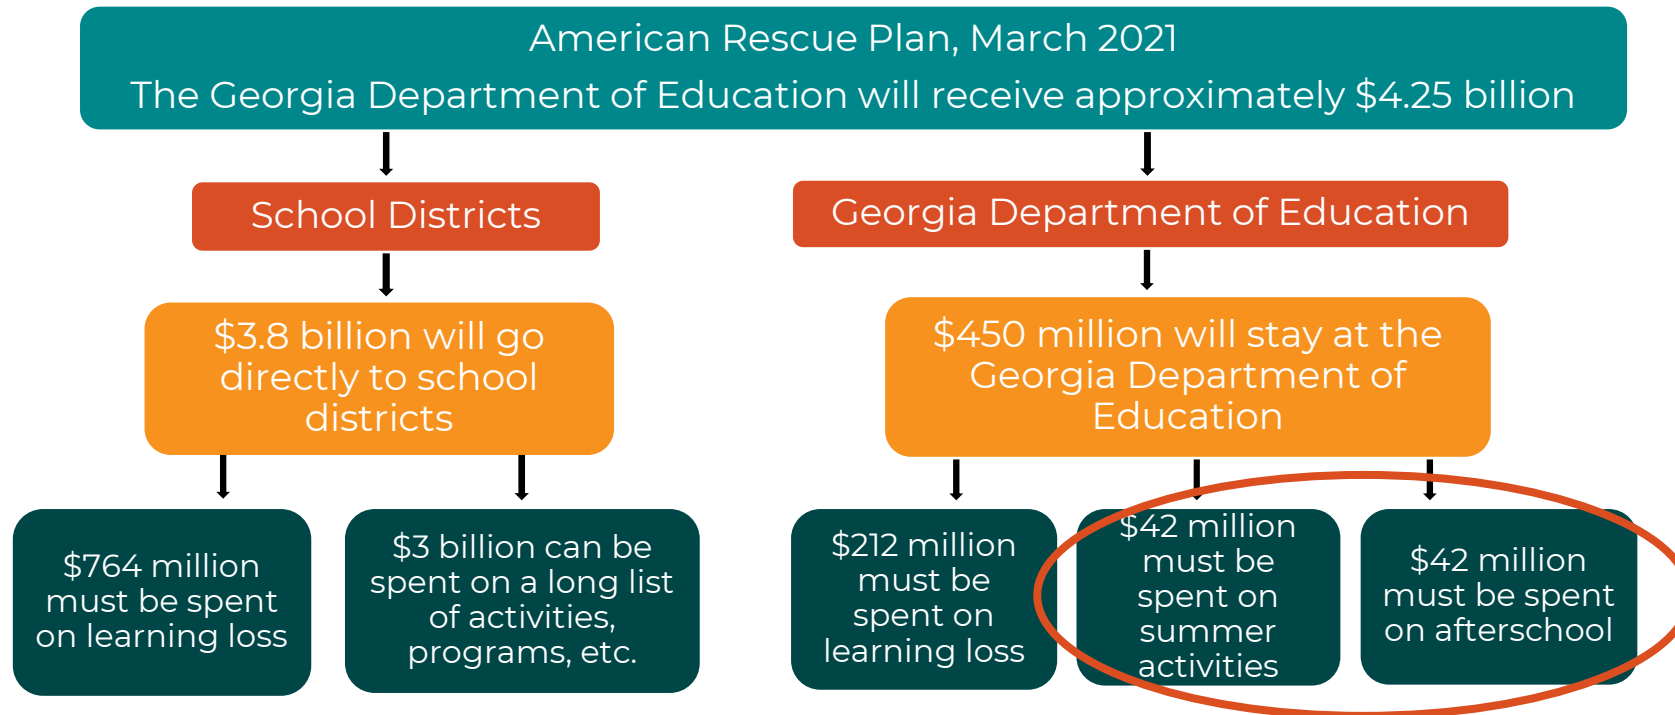 American Rescue Plan, March 2021
The Georgia Department of Education will receive approximately $4.25 billion
School Districts
Georgia Department of Education
$3.8 billion will go
directly to school
districts
$450 million will stay at the
Georgia Department of
Education
$764 million
must be spent
on learning loss
$3 billion can be
spent on a long list
of activities,
programs, etc.
$212 million
must be
spent on
learning loss
$42 million
must be
spent on
summer
activities
$42 million
must be spent
on afterschool